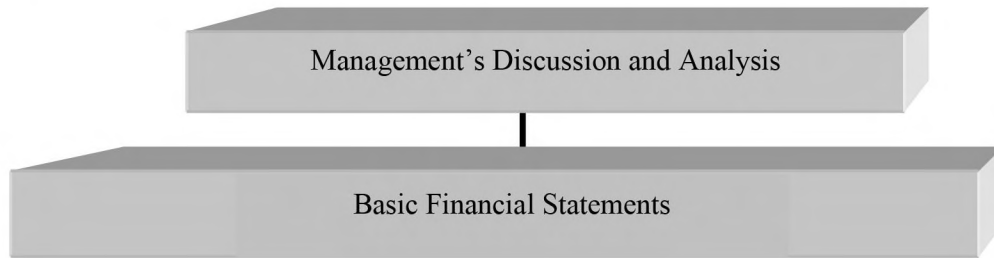 Management’s Discussion and Analysis
Basic Financial Statements